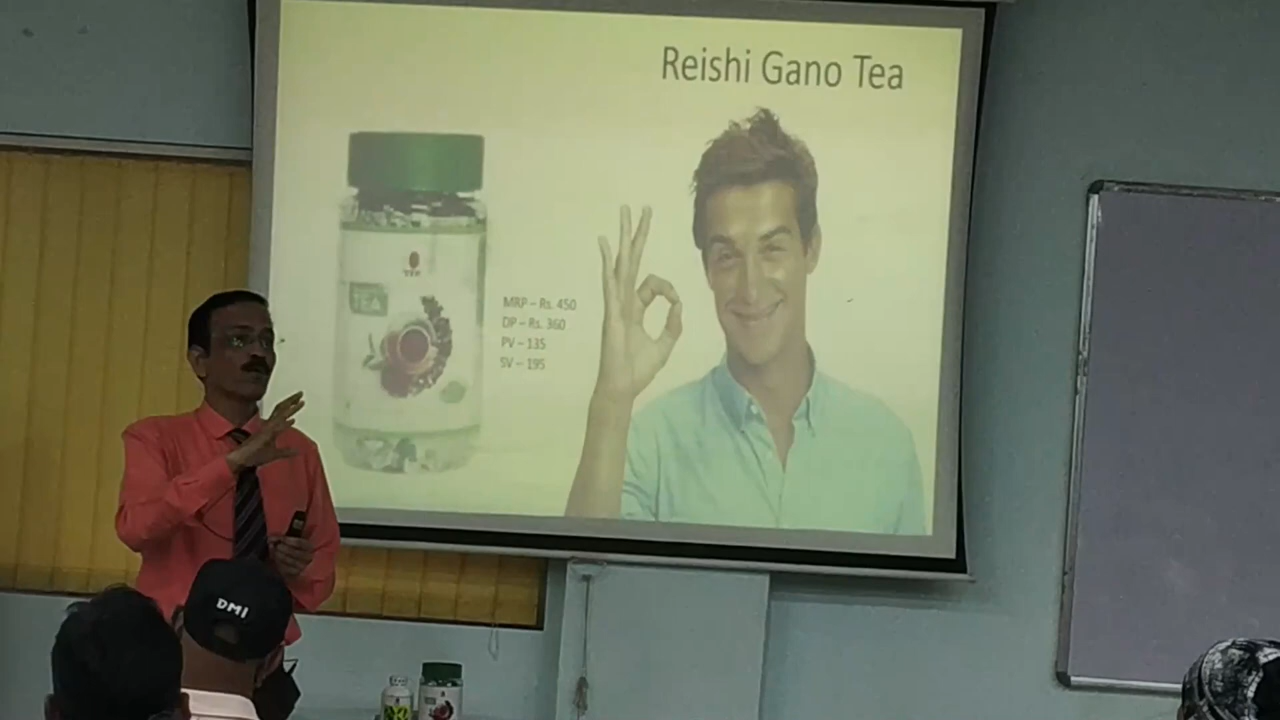 Reishi Gano Tea
TEA
MRP – Rs. 450
DP – Rs. 360
PV – 135
SV – 195
DMI